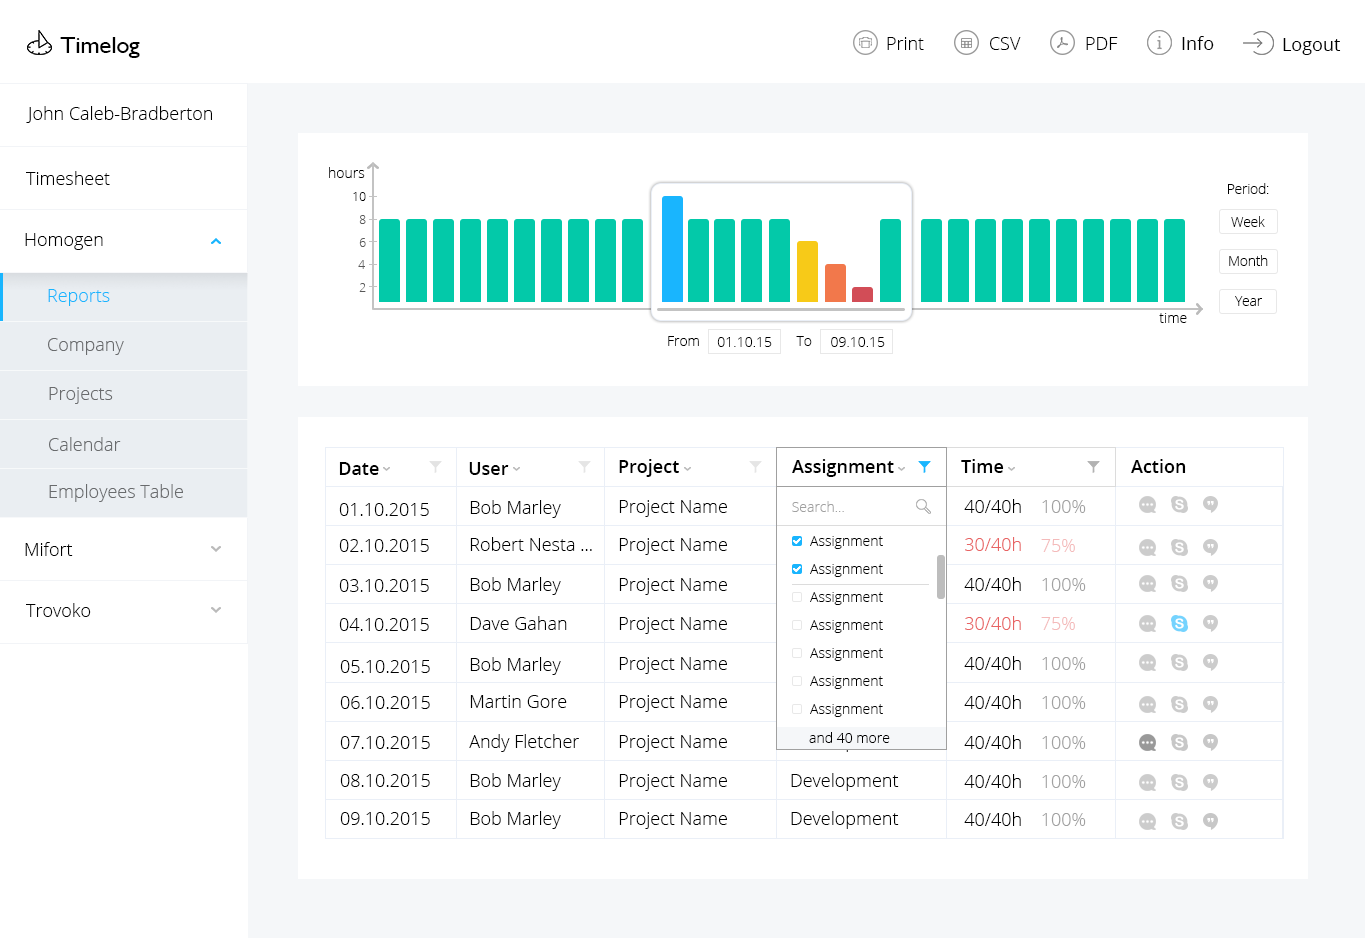 Timelog
Print CSV PDF Info Logout
John Caleb-Bradberton
Timesheet
Homogen
Reports
Company
Projects
Calendar
Employees Table
Mifort
Trovoko
hours
10
8
6
4
2
time
From 01.10.15 To 09.10.15
Period:
Week
Month
Year
Date User Project Assignment Time Action
01.10.2015 Bob Marley Project Name Search... 40/40h 100%
02.10.2015 Robert Nesta ... Project Name 30/40h 75%
03.10.2015 Bob Marley Project Name 40/40h 100%
04.10.2015 Dave Gahan Project Name 30/40h 75%
05.10.2015 Bob Marley Project Name 40/40h 100%
06.10.2015 Martin Gore Project Name 40/40h 100%
07.10.2015 Andy Fletcher Project Name 40/40h 100%
08.10.2015 Bob Marley Project Name Development 40/40h 100%
09.10.2015 Bob Marley Project Name Development 40/40h 100%
Assignment
Assignment
Assignment
Assignment
Assignment
Assignment
Assignment
and 40 more